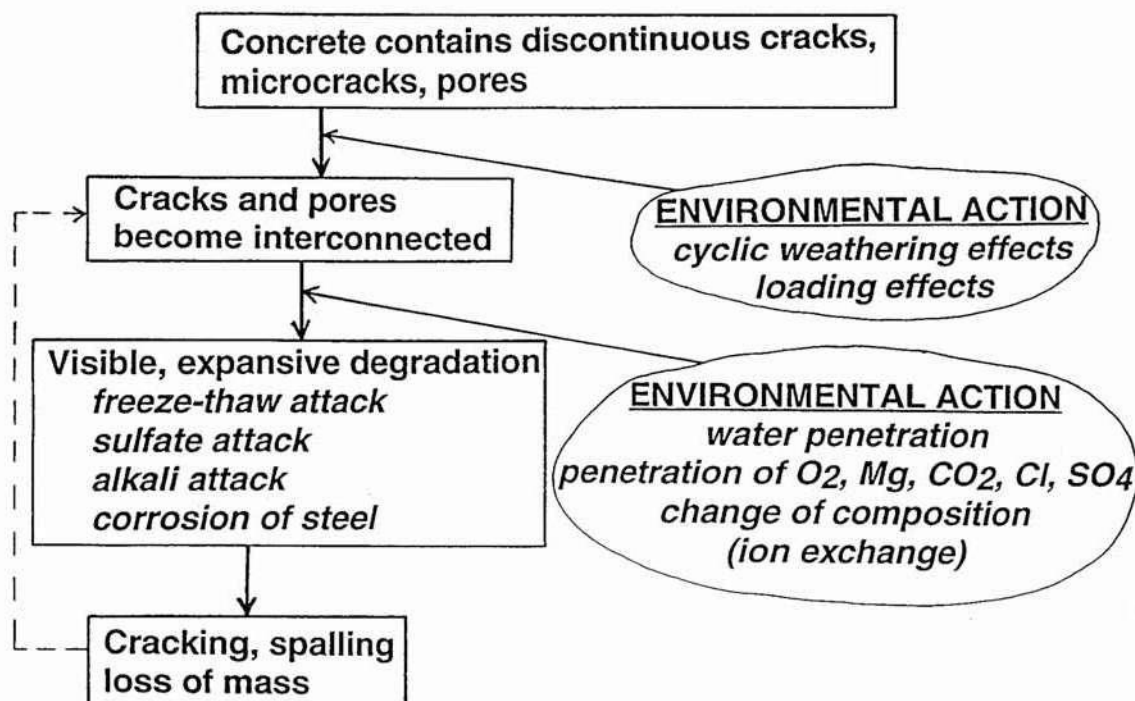 Concrete contains discontinuous cracks,
microcracks, pores
Cracks and pores
become interconnected
ENVIRONMENTAL ACTION
cyclic weathering effects
loading effects
Visible, expansive degradation
freeze-thaw attack
sulfate attack
alkali attack
corrosion of steel
ENVIRONMENTAL ACTION
water penetration
penetration of O2, Mg, CO2, Cl, SO4
change of composition
(ion exchange)
Cracking, spalling
loss of mass